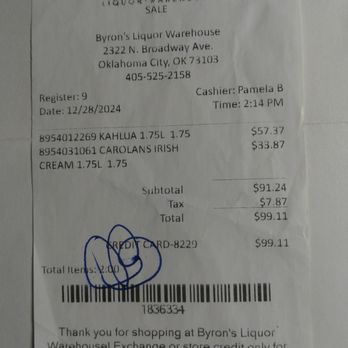 LIQUOR WAREHOUSE
SALE
Byron's Liquor Warehouse
2322 N. Broadway Ave.
Oklahoma City, OK 73103
405-525-2158
Register: 9 Cashier: Pamela B
Date: 12/28/2024 Time: 2:14 PM
8954012269 KAHLUA 1.75L 1.75 $57.37
8954031061 CAROLANS IRISH $33.87
CREAM 1.75L 1.75
Subtotal $91.24
Tax $7.87
Total $99.11
CREDIT CARD-8229 $99.11
Total Items: 2.00
1836334
Thank you for shopping at Byron's Liquor
Warehouse! Exchange or store credit only for